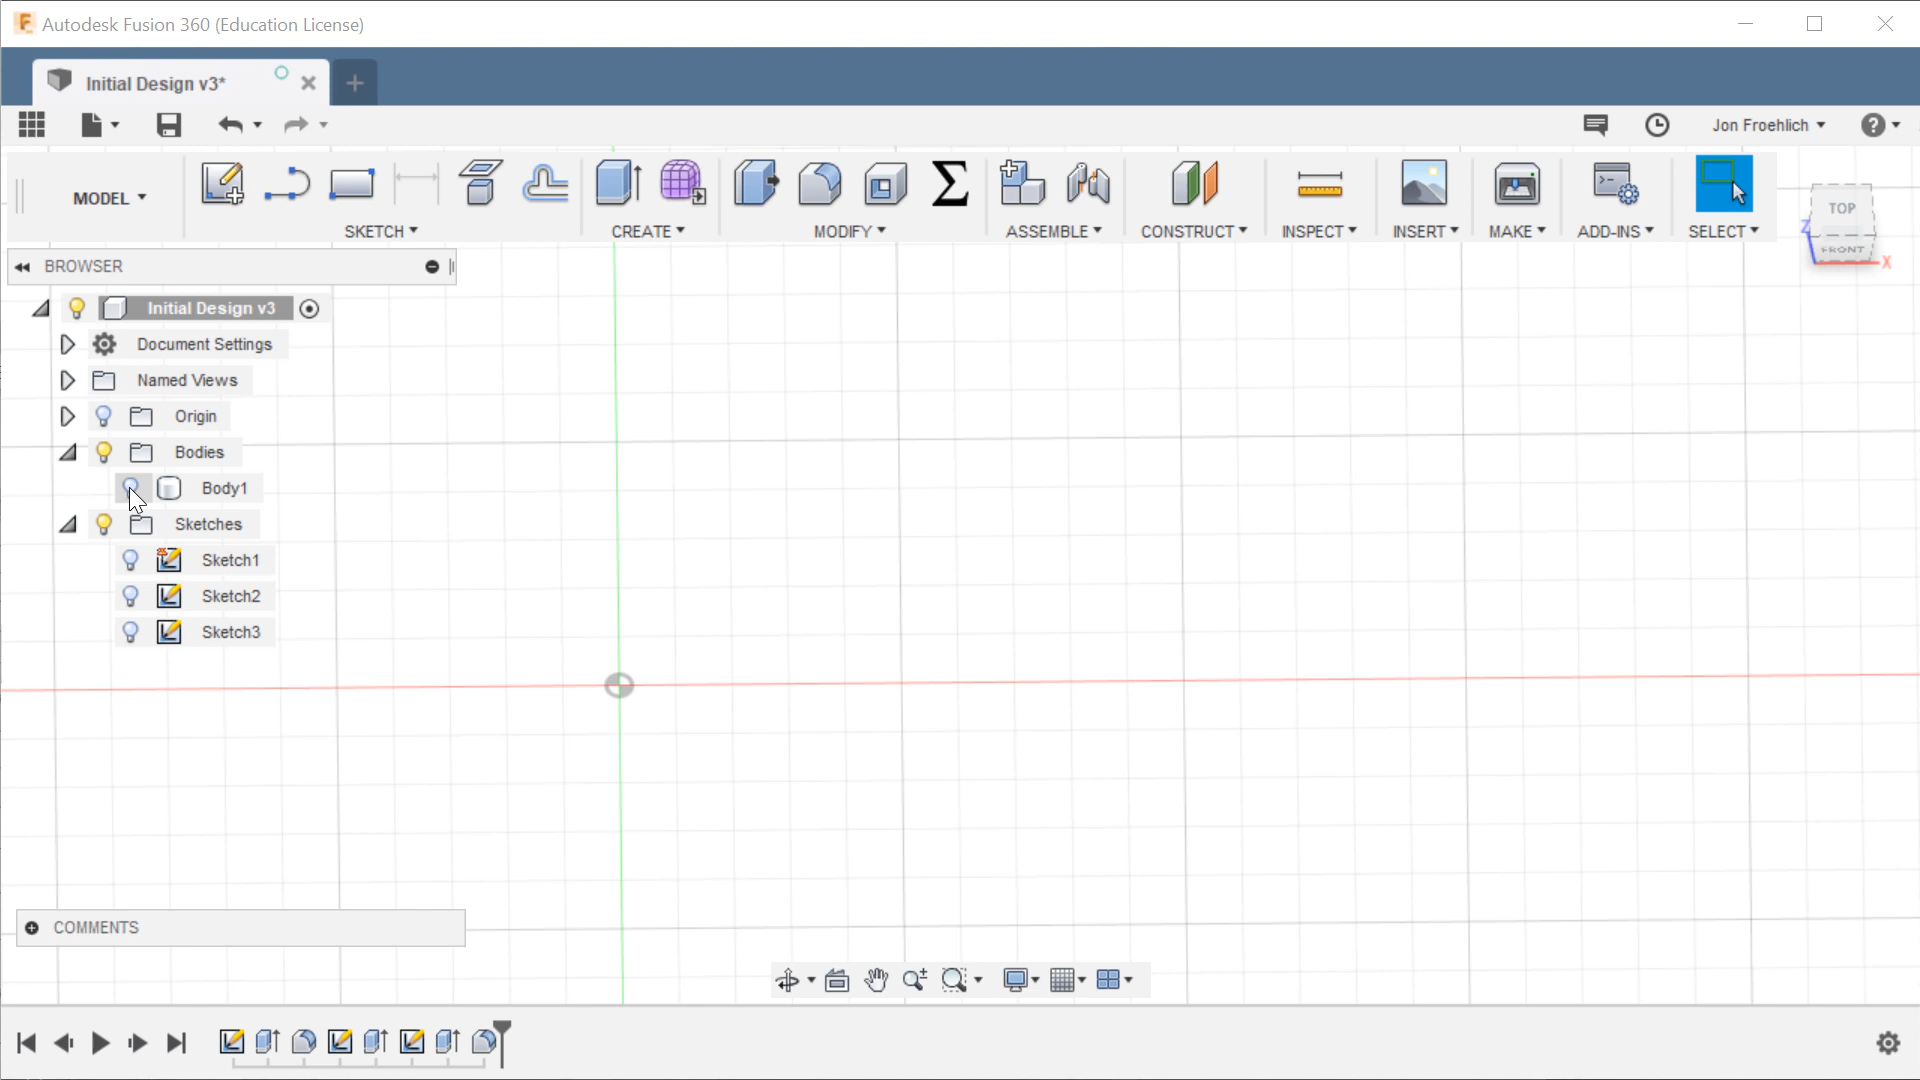 Autodesk Fusion 360 (Education License)
Initial Design v3*
Jon Froehlich
MODEL
SKETCH
CREATE
MODIFY
ASSEMBLE
CONSTRUCT
INSPECT
INSERT
MAKE
ADD-INS
SELECT
TOP
FRONT
Z
X
BROWSER
Initial Design v3
Document Settings
Named Views
Origin
Bodies
Body1
Sketches
Sketch1
Sketch2
Sketch3
COMMENTS